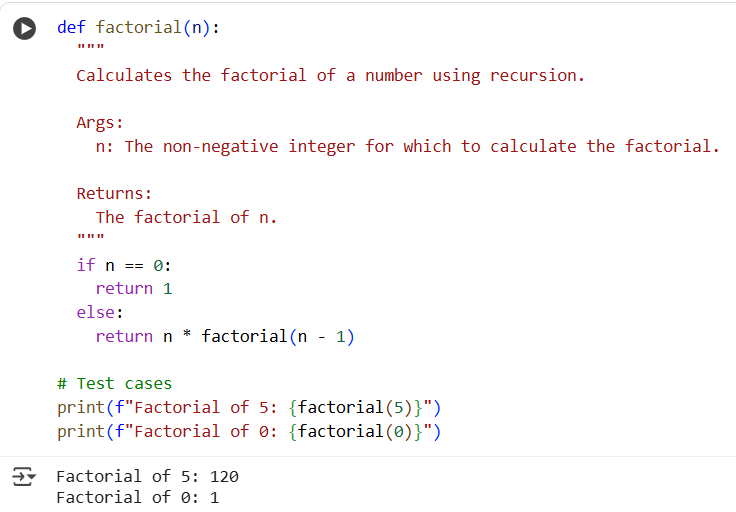 def factorial(n):
  """
  Calculates the factorial of a number using recursion.

  Args:
    n: The non-negative integer for which to calculate the factorial.

  Returns:
    The factorial of n.
  """
  if n == 0:
    return 1
  else:
    return n * factorial(n - 1)

# Test cases
print(f"Factorial of 5: {factorial(5)}")
print(f"Factorial of 0: {factorial(0)}")
Factorial of 5: 120
Factorial of 0: 1